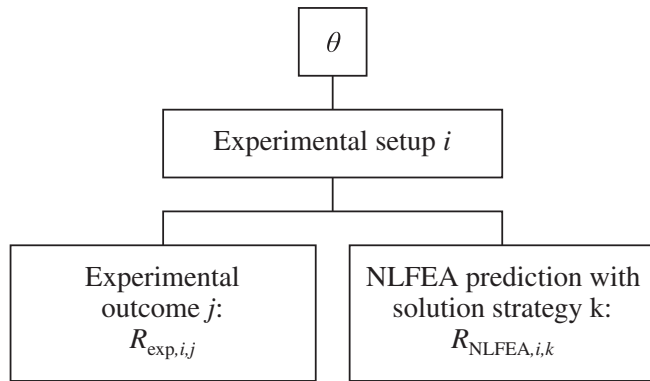 θ
Experimental setup i
Experimental
outcome j:
R_exp,i,j
NLFEA prediction with
solution strategy k:
R_NLFEA,i,k